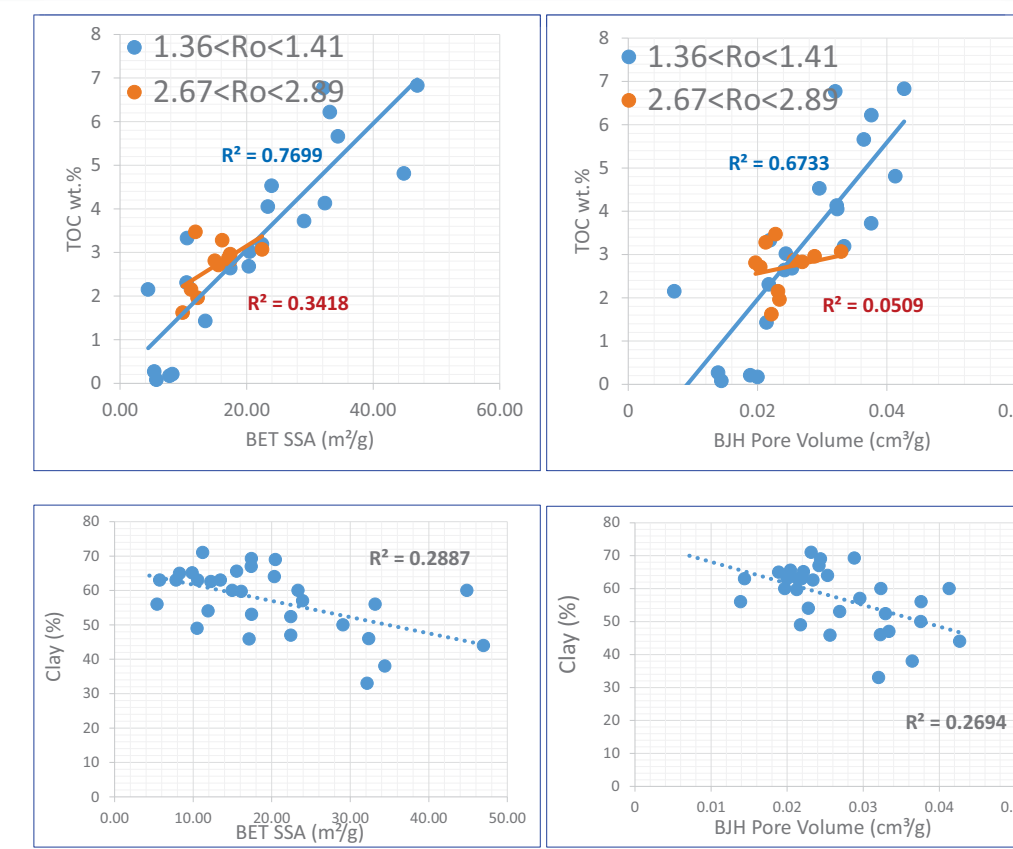 8
7
6
5
4
3
2
1
0
TOC wt.%
1.36<Ro<1.41
2.67<Ro<2.89
R² = 0.7699
R² = 0.3418
0.00 20.00 40.00 60.00
BET SSA (m²/g)
8
7
6
5
4
3
2
1
0
TOC wt.%
1.36<Ro<1.41
2.67<Ro<2.89
R² = 0.6733
R² = 0.0509
0 0.02 0.04 0.
BJH Pore Volume (cm³/g)
80
70
60
50
40
30
20
10
0
Clay (%)
R² = 0.2887
0.00 10.00 20.00 30.00 40.00 50.00
BET SSA (m²/g)
80
70
60
50
40
30
20
10
0
Clay (%)
R² = 0.2694
0 0.01 0.02 0.03 0.04 0.
BJH Pore Volume (cm³/g)